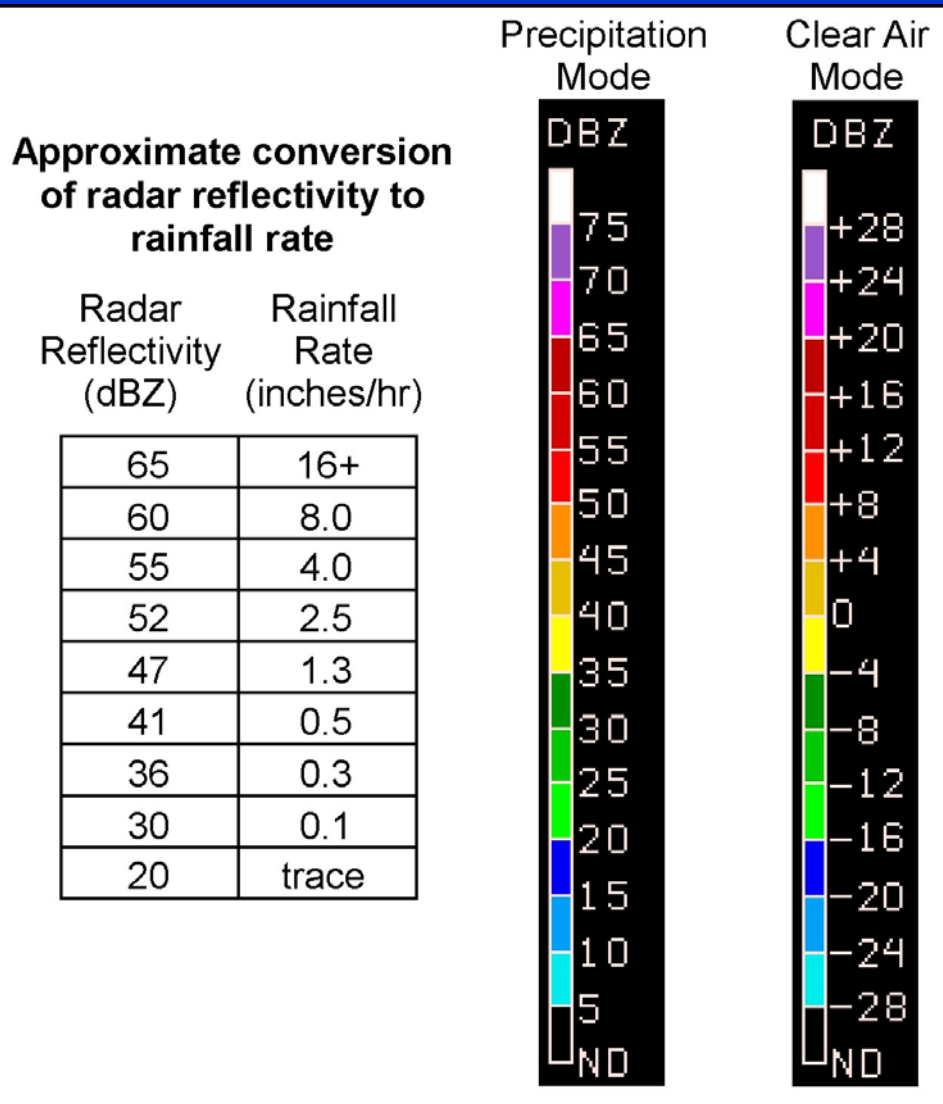 Approximate conversion
of radar reflectivity to
rainfall rate
Radar
Reflectivity
(dBZ)
Rainfall
Rate
(inches/hr)
65 16+
60 8.0
55 4.0
52 2.5
47 1.3
41 0.5
36 0.3
30 0.1
20 trace
Precipitation
Mode
DBZ
75
70
65
60
55
50
45
40
35
30
25
20
15
10
5
ND
Clear Air
Mode
DBZ
+28
+24
+20
+16
+12
+8
+4
0
-4
-8
-12
-16
-20
-24
-28
ND